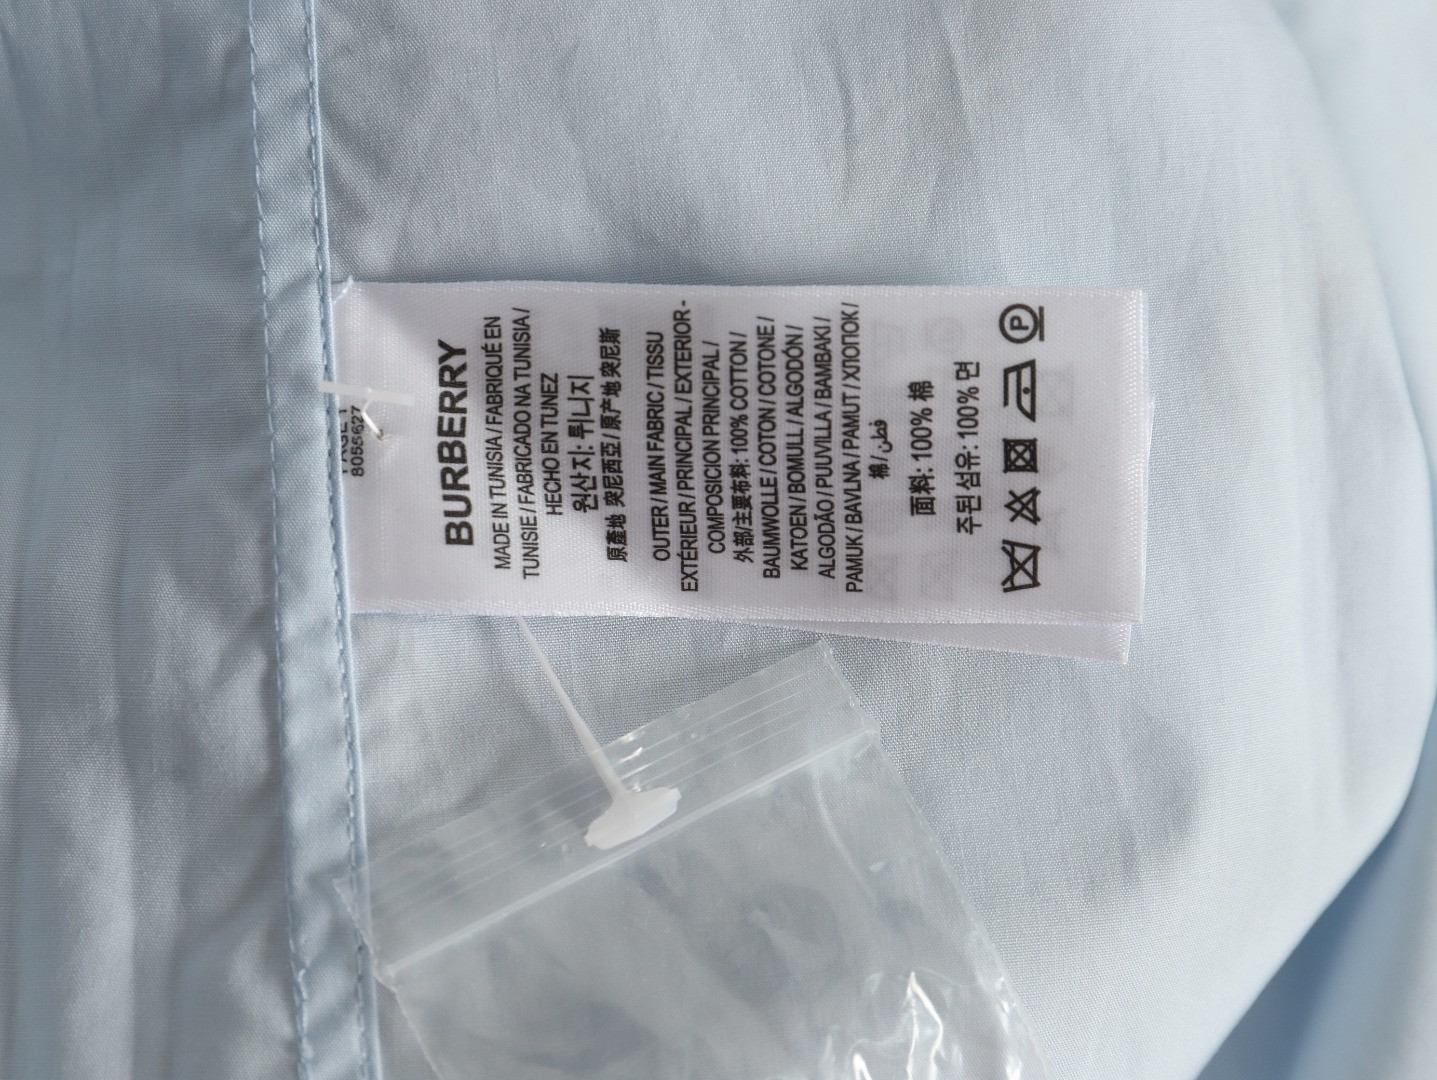 8055627
BURBERRY
MADE IN TUNISIA / FABRIQUÉ EN
TUNISIE / FABRICADO NA TUNISIA /
HECHO EN TUNEZ
원산지: 튀니지
原產地 突尼西亞 / 原产地 突尼斯
OUTER / MAIN FABRIC / TISSU
EXTÉRIEUR / PRINCIPAL / EXTERIOR -
COMPOSICION PRINCIPAL /
外部/主要布料: 100% COTTON /
BAUMWOLLE / COTON / COTONE /
KATOEN / BOMULL / ALGODÓN /
ALGODÃO / PUUVILLA / BAMBAKI /
PAMUK / BAVLNA / PAMUT / ХЛОПОК /
棉 / قطن
面料: 100% 棉
주된섬유: 100% 면
P